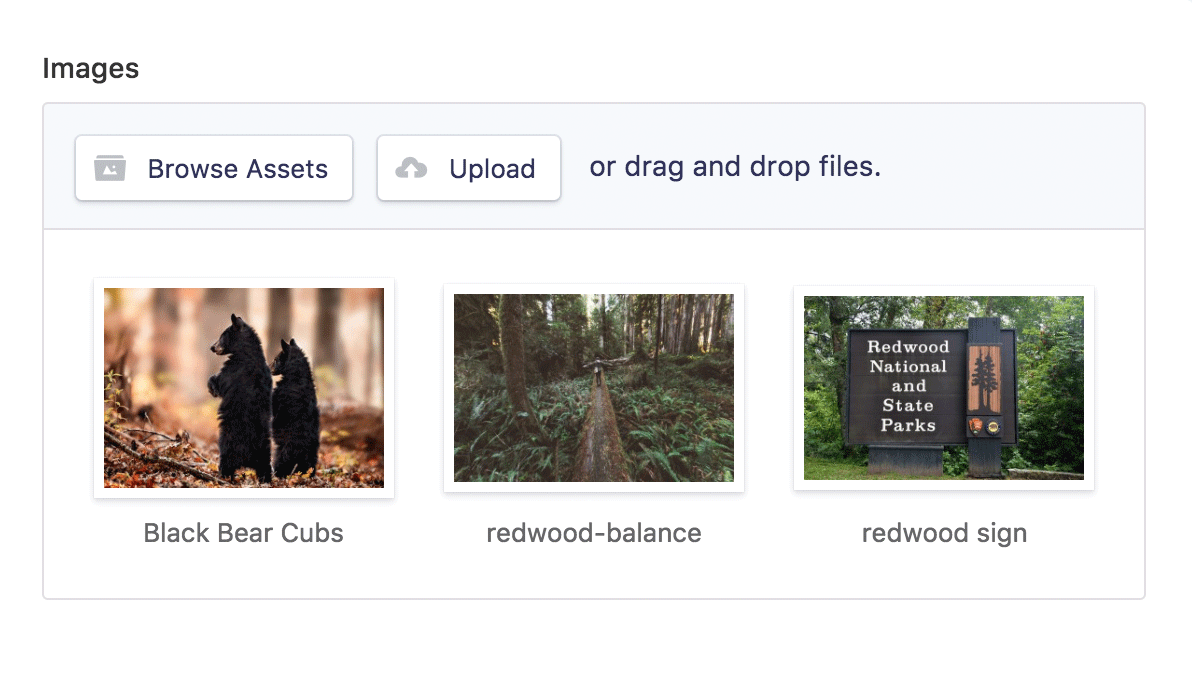 Images
Browse Assets
Upload
or drag and drop files.
Redwood
National
and
State
Parks
Black Bear Cubs
redwood-balance
redwood sign